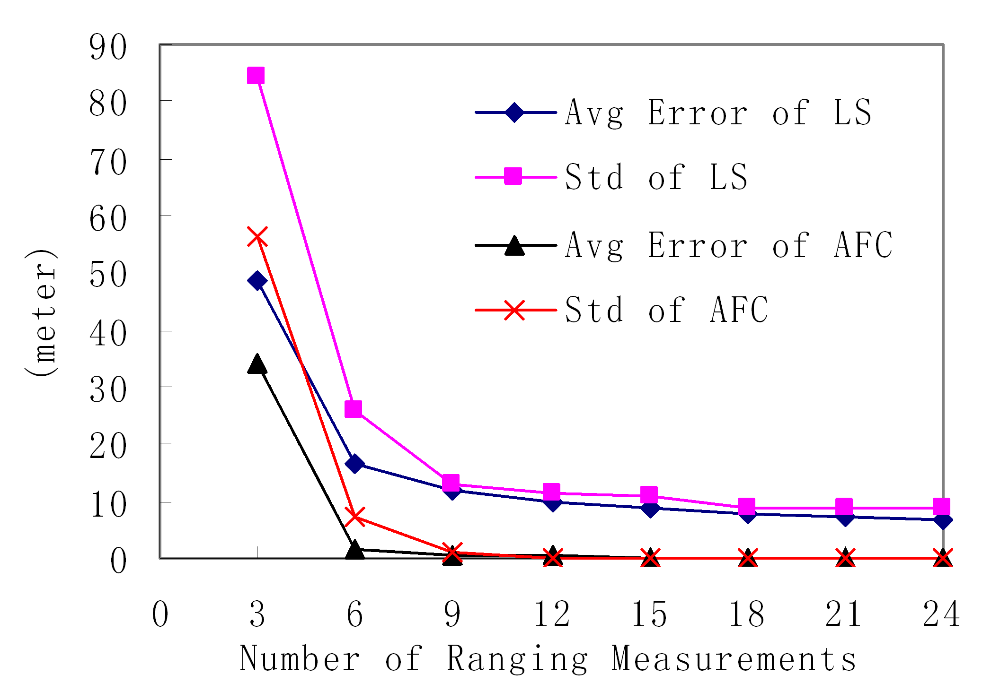 90
80
70
60
50
40
30
20
10
0
(meter)
Avg Error of LS
Std of LS
Avg Error of AFC
Std of AFC
0 3 6 9 12 15 18 21 24
Number of Ranging Measurements